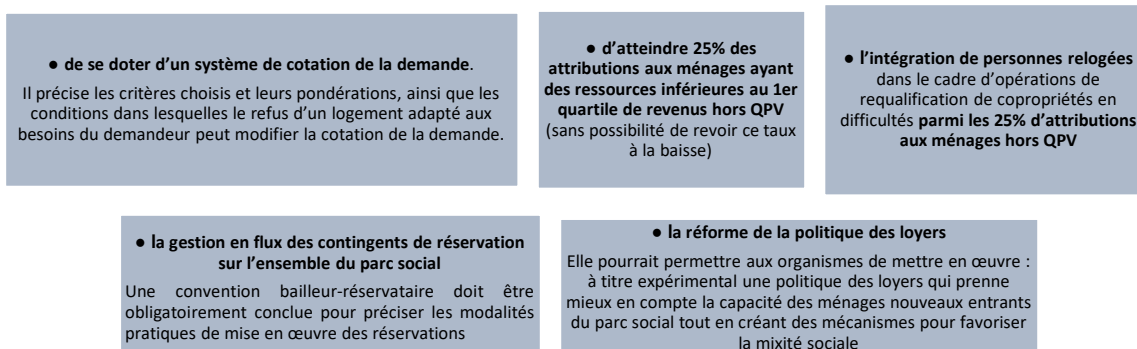 ● de se doter d'un système de cotation de la demande.
Il précise les critères choisis et leurs pondérations, ainsi que les
conditions dans lesquelles le refus d'un logement adapté aux
besoins du demandeur peut modifier la cotation de la demande.
● d'atteindre 25% des
attributions aux ménages ayant
des ressources inférieures au 1er
quartile de revenus hors QPV
(sans possibilité de revoir ce taux
à la baisse)
● l'intégration de personnes relogées
dans le cadre d'opérations de
requalification de copropriétés en
difficultés parmi les 25% d'attributions
aux ménages hors QPV
● la gestion en flux des contingents de réservation
sur l'ensemble du parc social
Une convention bailleur-réservataire doit être
obligatoirement conclue pour préciser les modalités
pratiques de mise en œuvre des réservations
● la réforme de la politique des loyers
Elle pourrait permettre aux organismes de mettre en œuvre :
à titre expérimental une politique des loyers qui prenne
mieux en compte la capacité des ménages nouveaux entrants
du parc social tout en créant des mécanismes pour favoriser
la mixité sociale